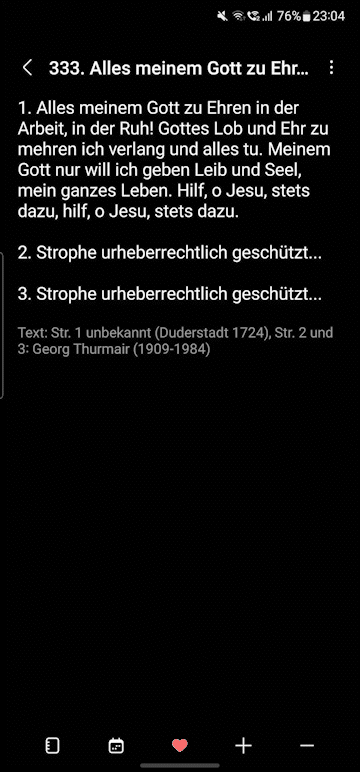 76% 23:04
333. Alles meinem Gott zu Ehr...
1. Alles meinem Gott zu Ehren in der
Arbeit, in der Ruh! Gottes Lob und Ehr zu
mehren ich verlang und alles tu. Meinem
Gott nur will ich geben Leib und Seel,
mein ganzes Leben. Hilf, o Jesu, stets
dazu, hilf, o Jesu, stets dazu.
2. Strophe urheberrechtlich geschützt...
3. Strophe urheberrechtlich geschützt...
Text: Str. 1 unbekannt (Duderstadt 1724), Str. 2 und
3: Georg Thurmair (1909-1984)